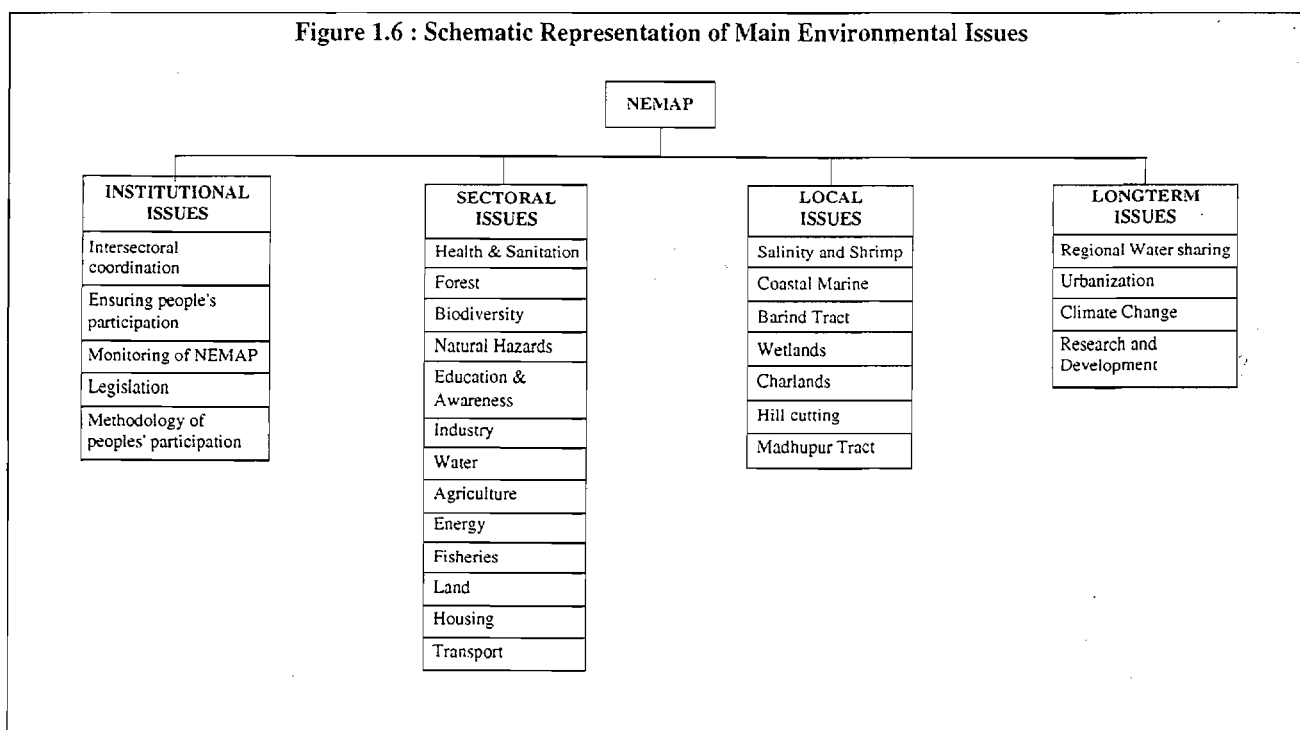 Figure 1.6 : Schematic Representation of Main Environmental Issues
NEMAP
INSTITUTIONAL
ISSUES
Intersectoral
coordination
Ensuring people's
participation
Monitoring of NEMAP
Legislation
Methodology of
peoples' participation
SECTORAL
ISSUES
Health & Sanitation
Forest
Biodiversity
Natural Hazards
Education &
Awareness
Industry
Water
Agriculture
Energy
Fisheries
Land
Housing
Transport
LOCAL
ISSUES
Salinity and Shrimp
Coastal Marine
Barind Tract
Wetlands
Charlands
Hill cutting
Madhupur Tract
LONGTERM
ISSUES
Regional Water sharing
Urbanization
Climate Change
Research and
Development